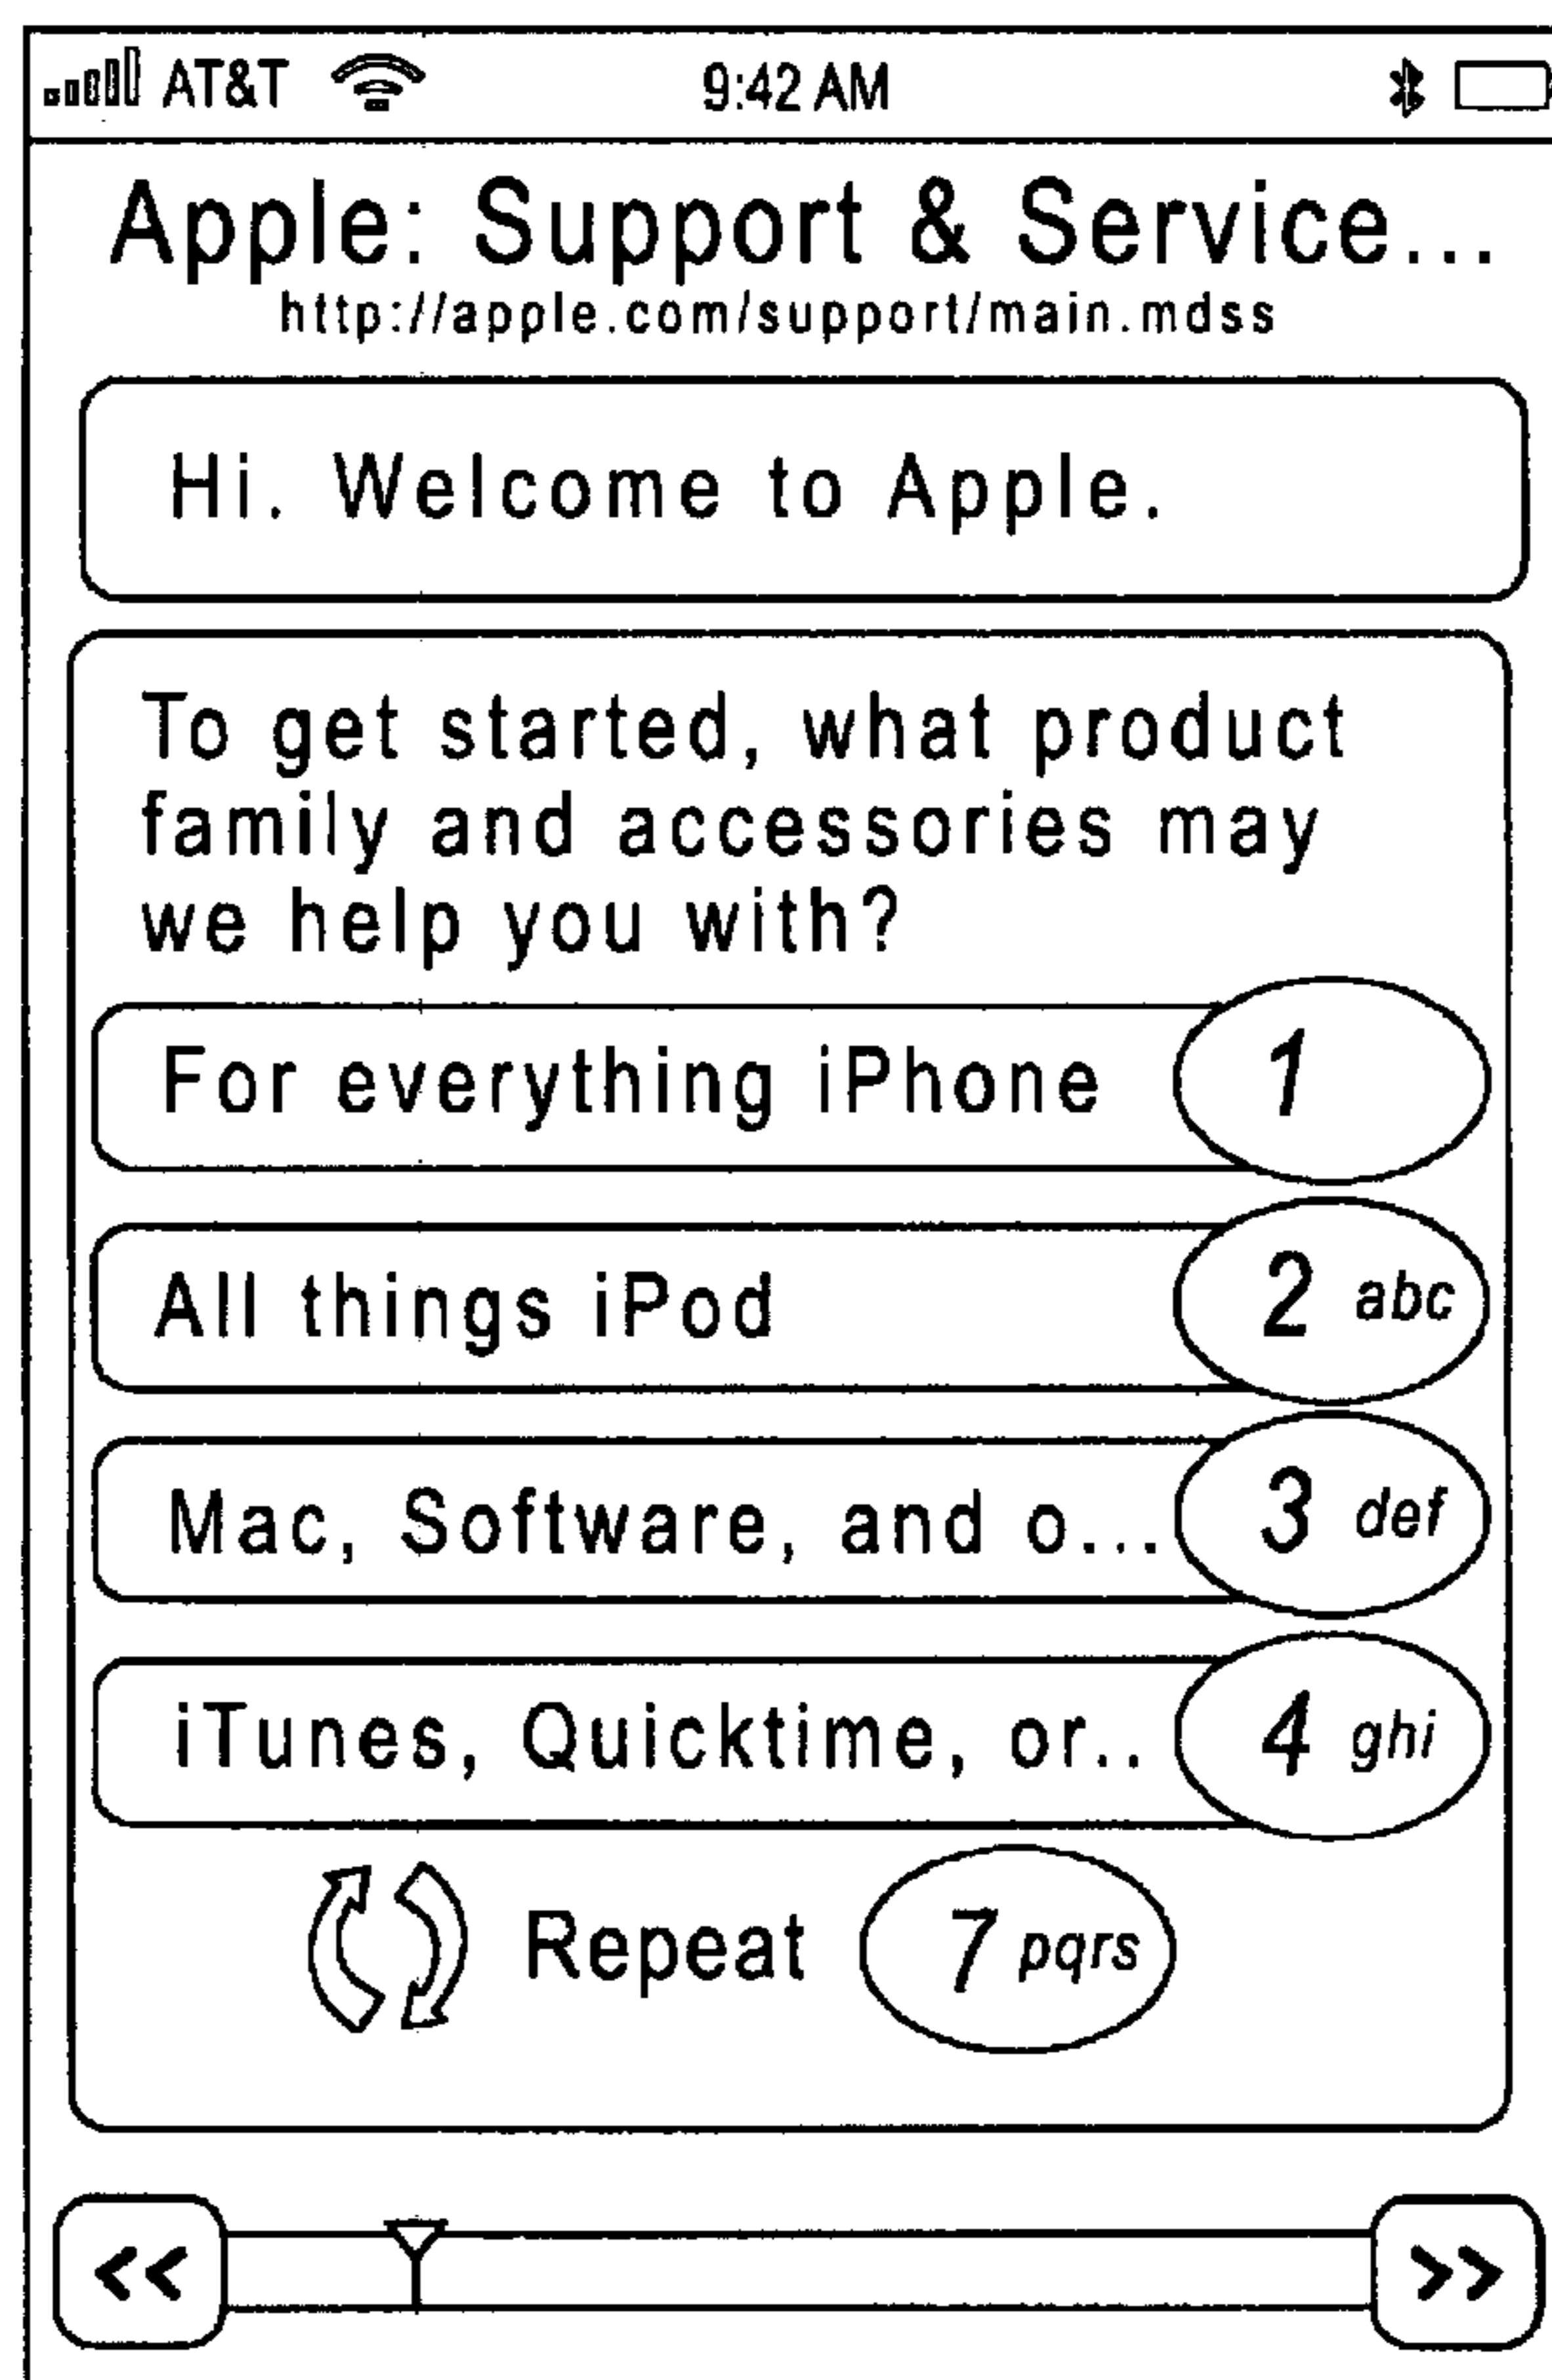 AT&T 9:42 AM
Apple: Support & Service...
http://apple.com/support/main.mdss
Hi. Welcome to Apple.
To get started, what product
family and accessories may
we help you with?
For everything iPhone 1
All things iPod 2 abc
Mac, Software, and o... 3 def
iTunes, Quicktime, or.. 4 ghi
Repeat 7 pqrs
<< >>